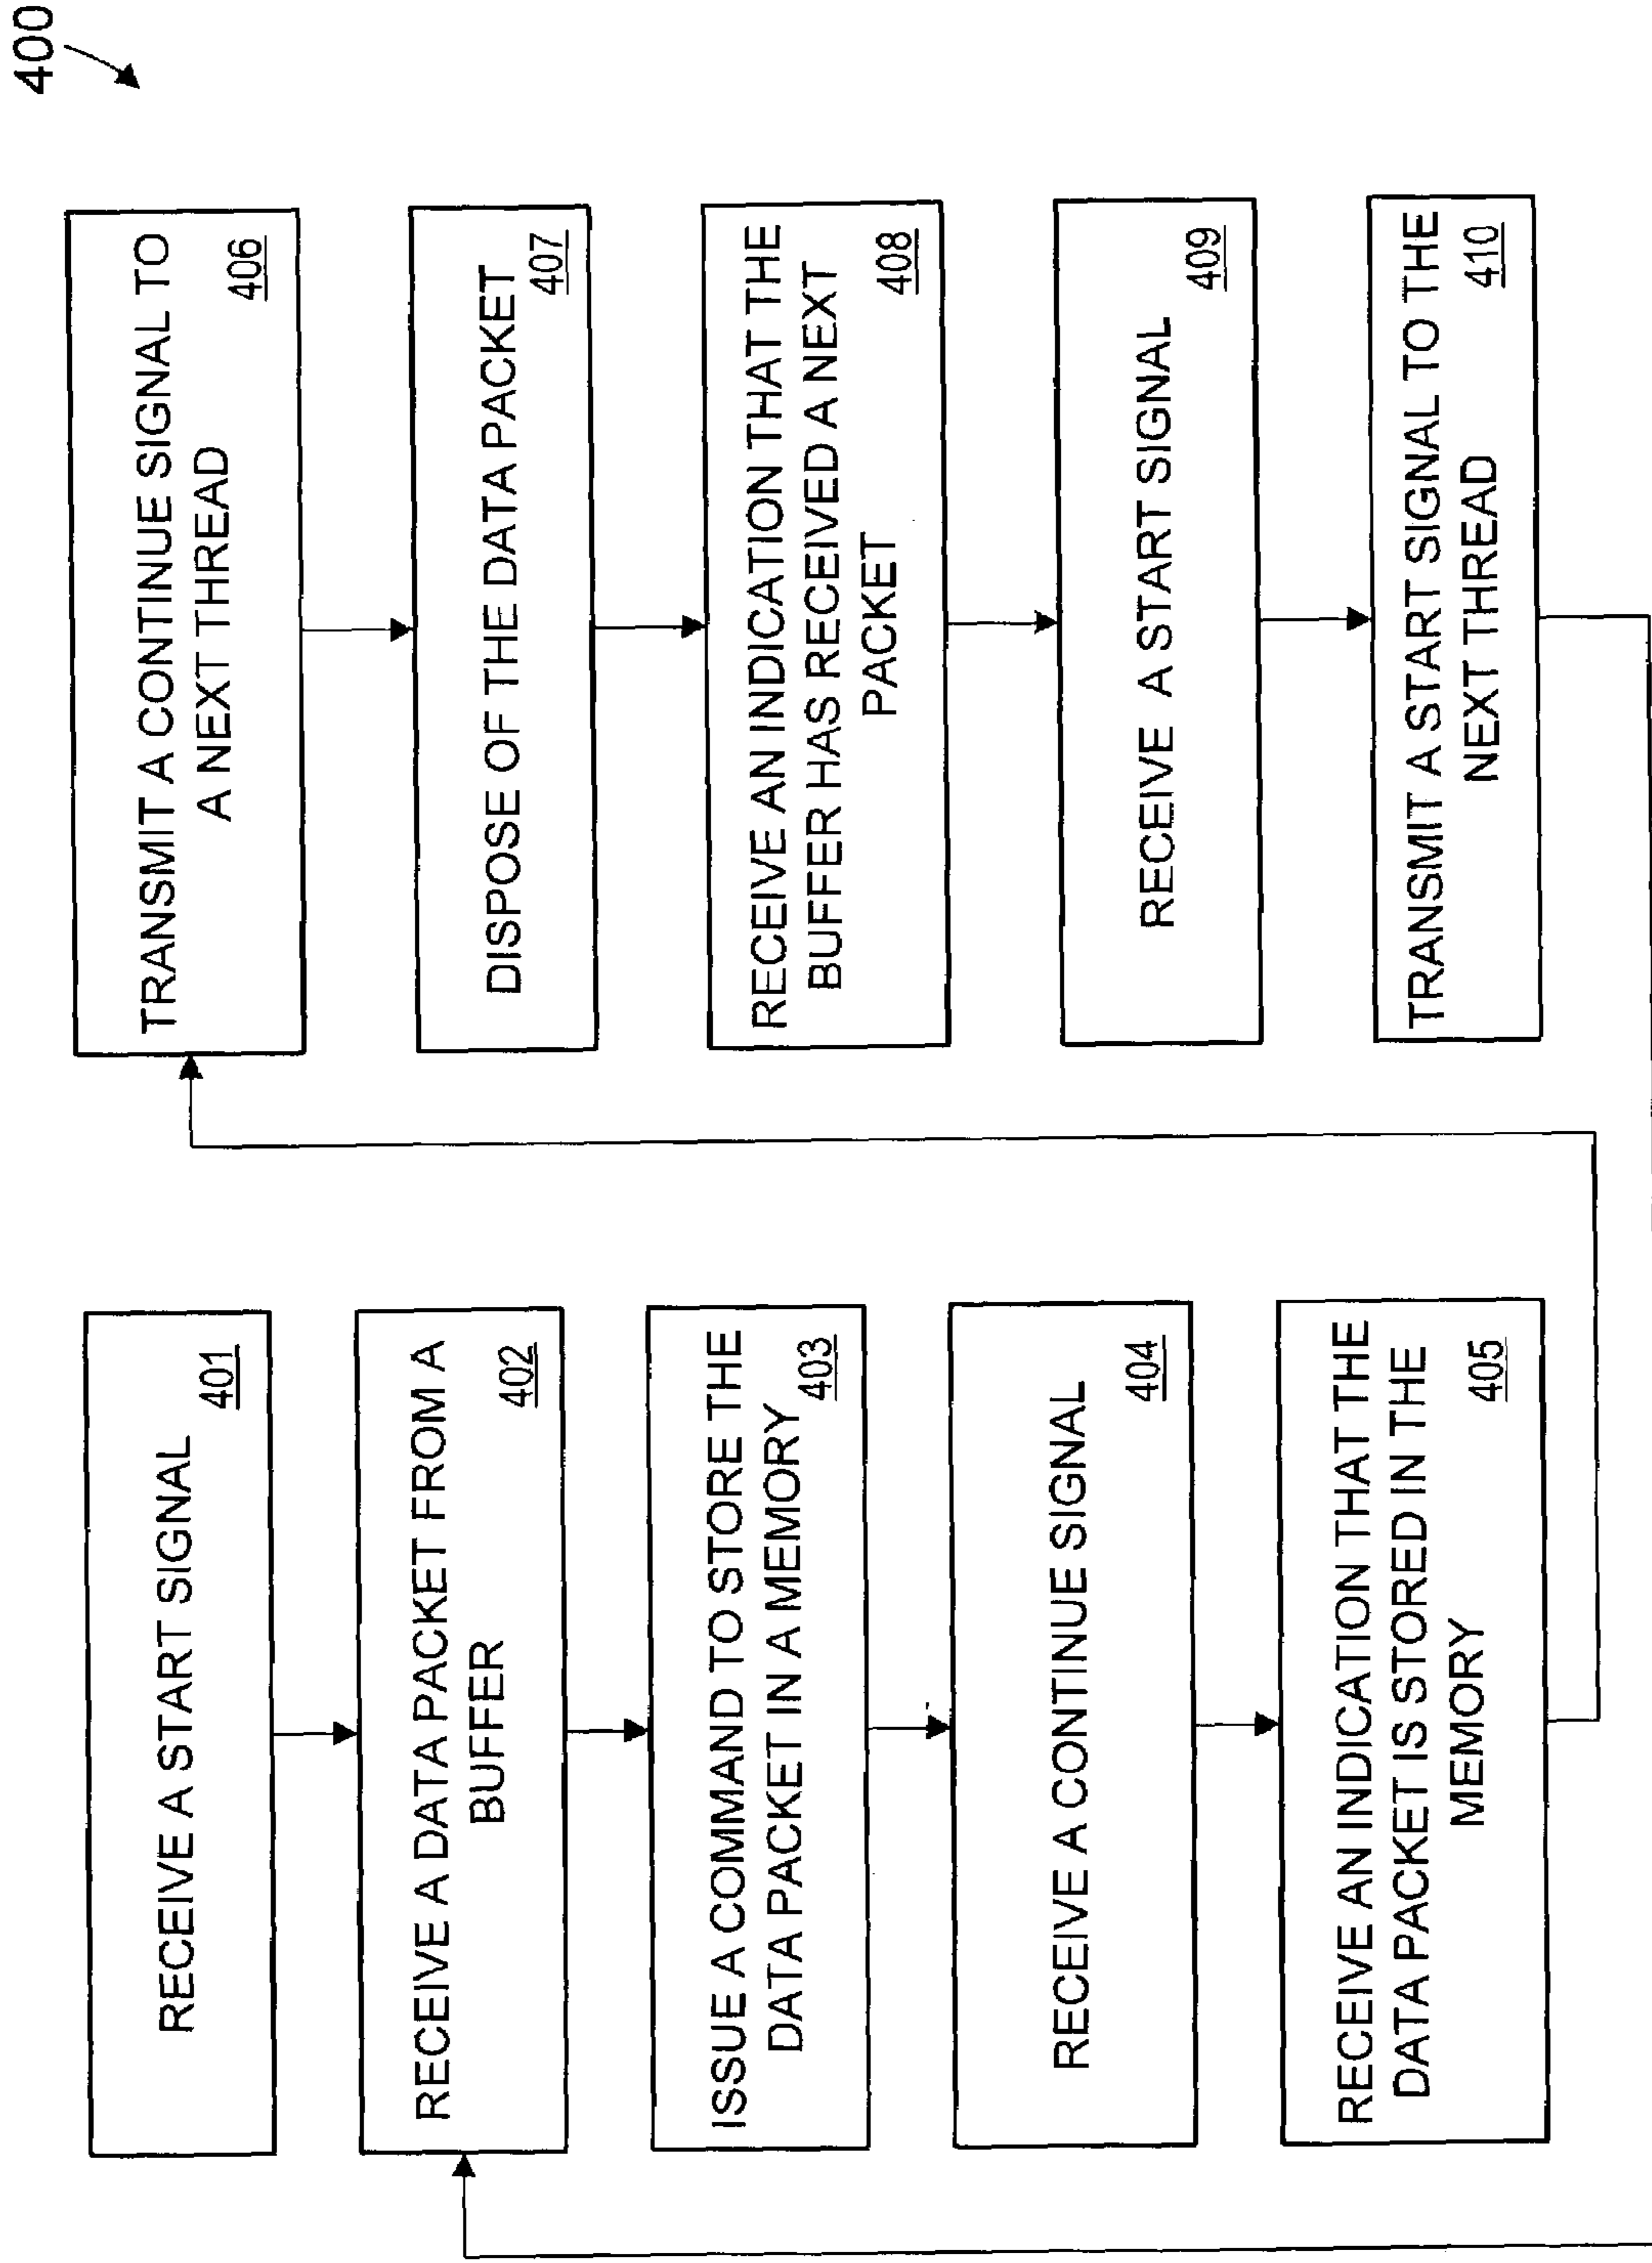 400
RECEIVE A START SIGNAL
401
RECEIVE A DATA PACKET FROM A
BUFFER
402
ISSUE A COMMAND TO STORE THE
DATA PACKET IN A MEMORY
403
RECEIVE A CONTINUE SIGNAL
404
RECEIVE AN INDICATION THAT THE
DATA PACKET IS STORED IN THE
MEMORY
405
TRANSMIT A CONTINUE SIGNAL TO
A NEXT THREAD
406
DISPOSE OF THE DATA PACKET
407
RECEIVE AN INDICATION THAT THE
BUFFER HAS RECEIVED A NEXT
PACKET
408
RECEIVE A START SIGNAL
409
TRANSMIT A START SIGNAL TO THE
NEXT THREAD
410